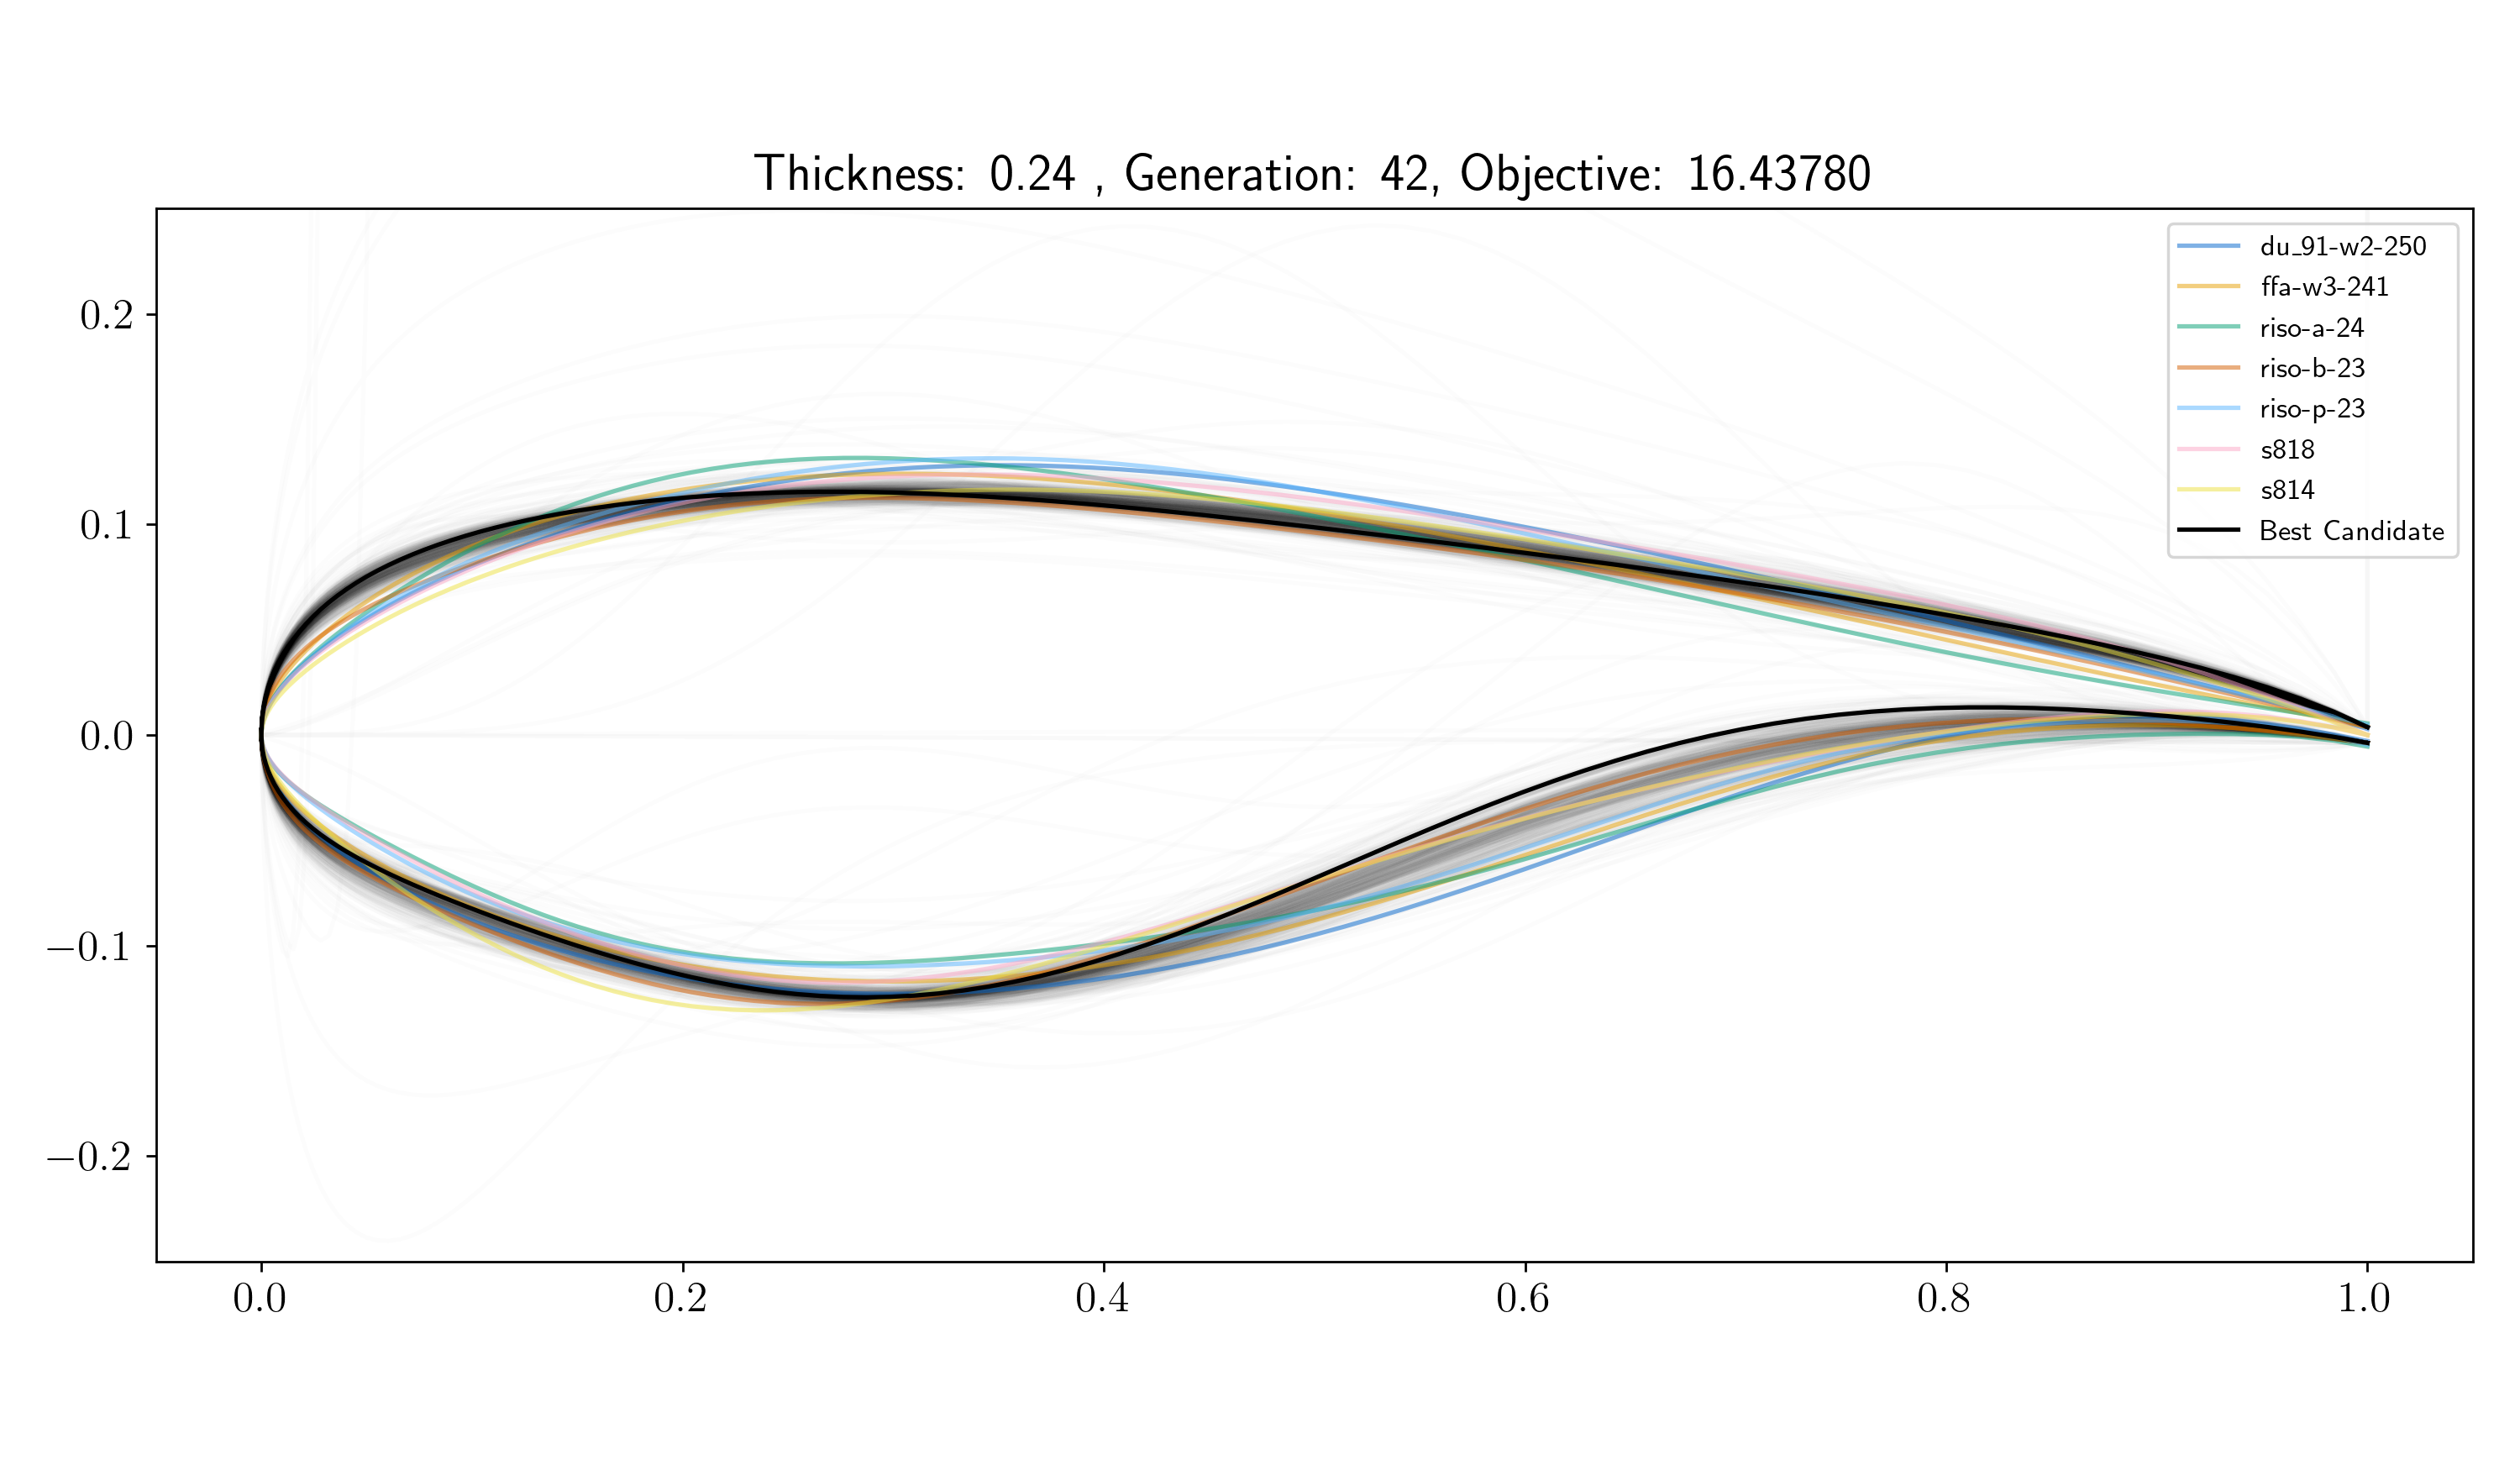 Thickness: 0.24 , Generation: 42, Objective: 16.43780
du_91-w2-250
ffa-w3-241
riso-a-24
riso-b-23
riso-p-23
s818
s814
Best Candidate
0.2
0.1
0.0
−0.1
−0.2
0.0 0.2 0.4 0.6 0.8 1.0